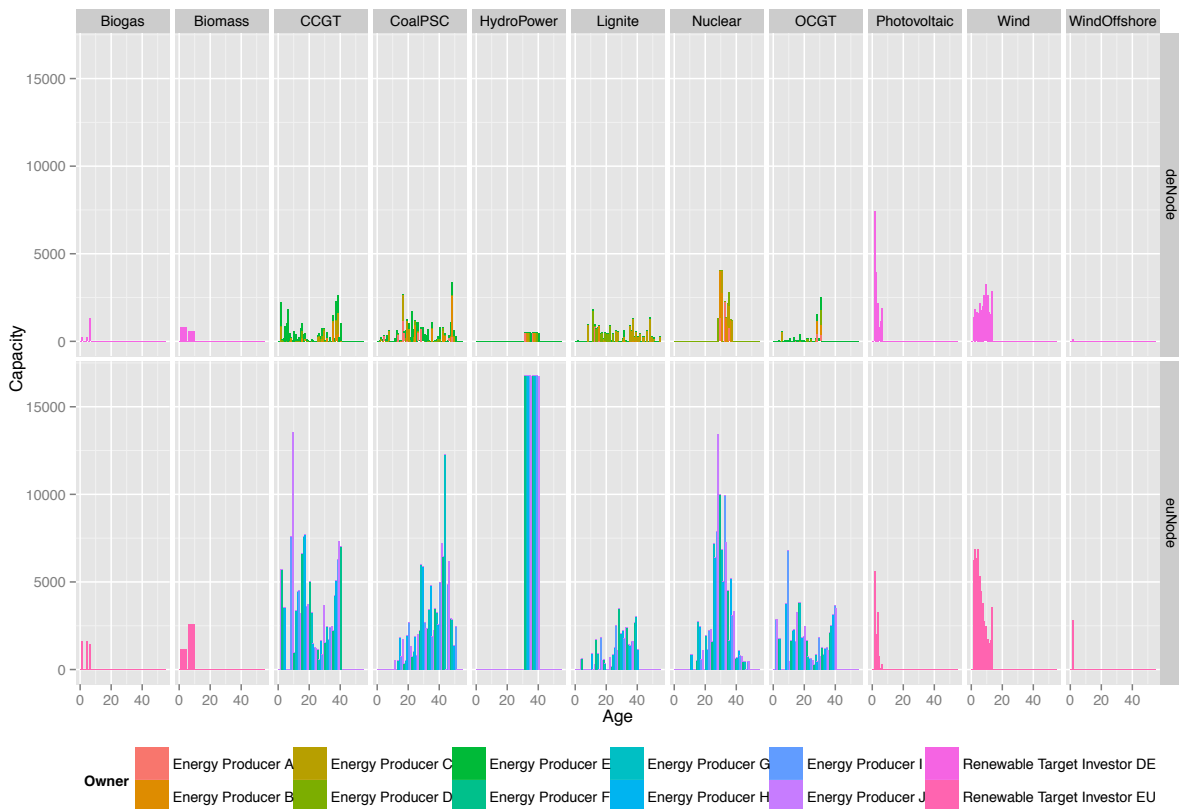 Biogas Biomass CCGT CoalPSC HydroPower Lignite Nuclear OCGT Photovoltaic Wind WindOffshore
15000
10000
5000
0
deNode
Capacity
15000
10000
5000
0
euNode
0 20 40 0 20 40 0 20 40 0 20 40 0 20 40 0 20 40 0 20 40 0 20 40 0 20 40 0 20 40 0 20 40
Age
Owner
Energy Producer A Energy Producer C Energy Producer E Energy Producer G Energy Producer I Renewable Target Investor DE
Energy Producer B Energy Producer D Energy Producer F Energy Producer H Energy Producer J Renewable Target Investor EU